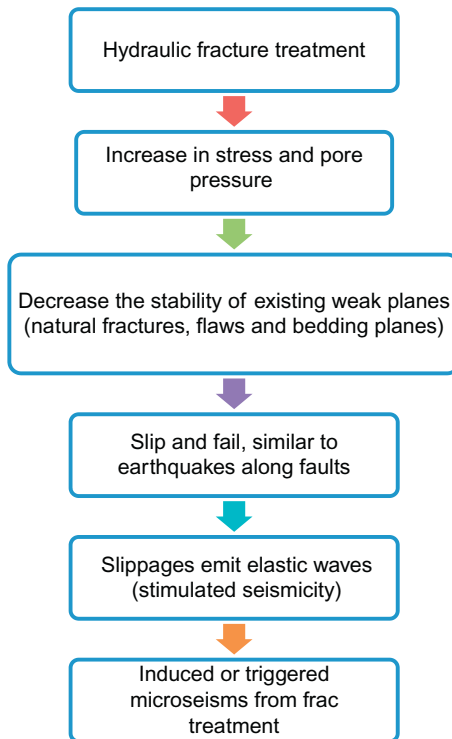 Hydraulic fracture treatment
Increase in stress and pore
pressure
Decrease the stability of existing weak planes
(natural fractures, flaws and bedding planes)
Slip and fail, similar to
earthquakes along faults
Slippages emit elastic waves
(stimulated seismicity)
Induced or triggered
microseisms from frac
treatment